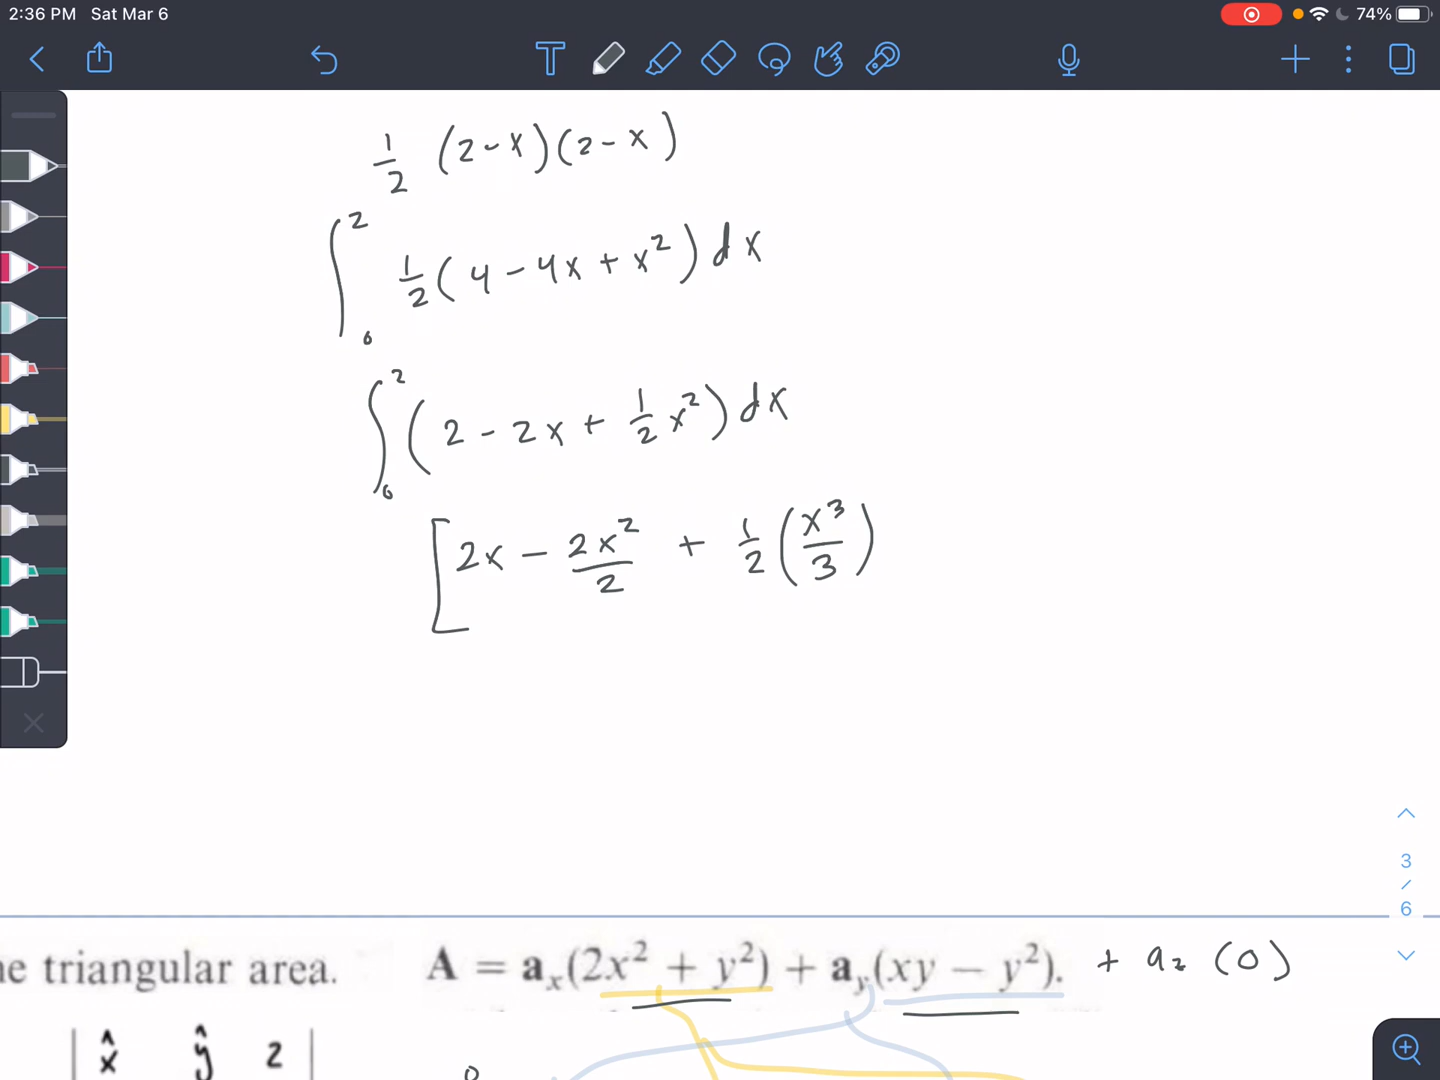 2:36 PM Sat Mar 6 74%
T
1/2 (2-x)(2-x)
∫₀² 1/2 (4 - 4x + x²) dx
∫₀² (2 - 2x + 1/2 x²) dx
[2x - 2x²/2 + 1/2 (x³/3)
3
/
6
e triangular area. A = aₓ(2x² + y²) + aᵧ(xy − y²). + a_z (0)
| x̂ ŷ z |
0